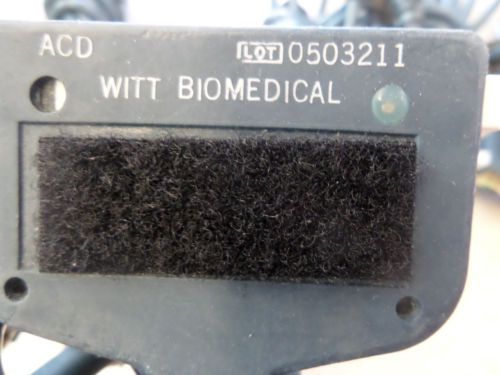 ACD LOT 0503211
WITT BIOMEDICAL